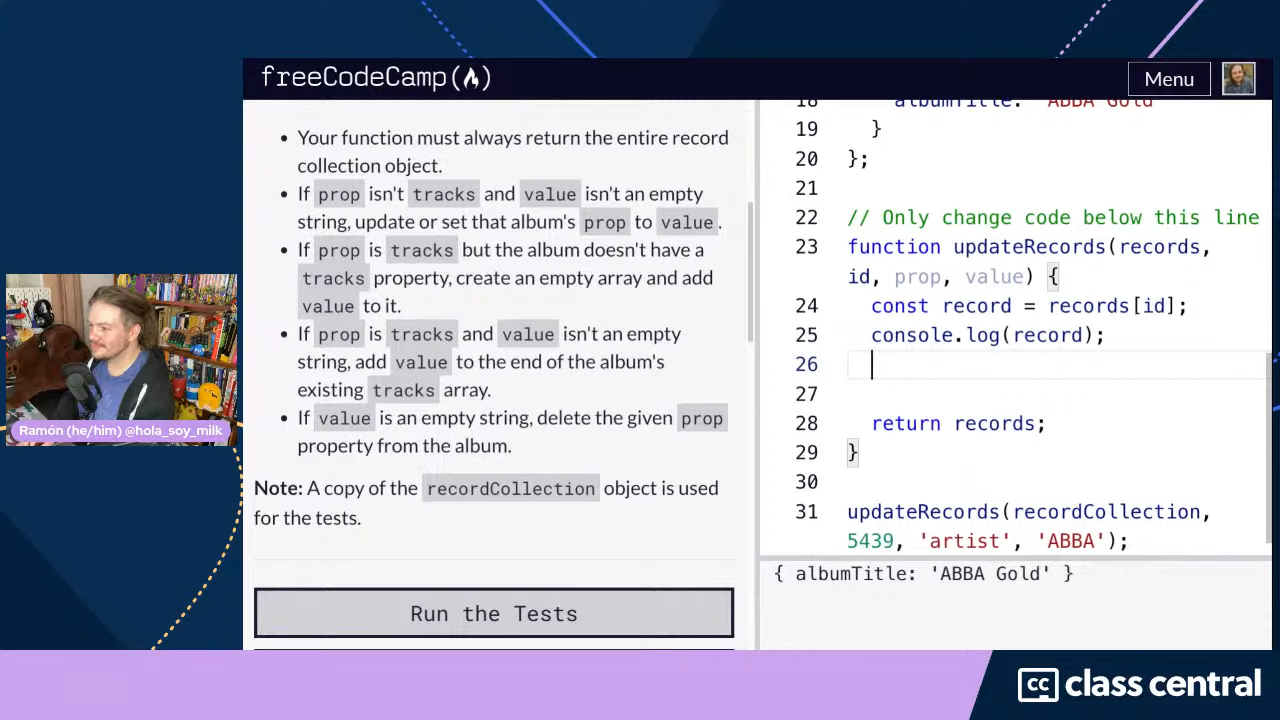 freeCodeCamp(🔥)
Menu
Your function must always return the entire record
collection object.
If prop isn't tracks and value isn't an empty
string, update or set that album's prop to value.
If prop is tracks but the album doesn't have a
tracks property, create an empty array and add
value to it.
If prop is tracks and value isn't an empty
string, add value to the end of the album's
existing tracks array.
If value is an empty string, delete the given prop
property from the album.
Note: A copy of the recordCollection object is used
for the tests.
Run the Tests
18 albumTitle: 'ABBA Gold'
19 }
20 };
21
22 // Only change code below this line
23 function updateRecords(records,
id, prop, value) {
24 const record = records[id];
25 console.log(record);
26
27
28 return records;
29 }
30
31 updateRecords(recordCollection,
5439, 'artist', 'ABBA');
{ albumTitle: 'ABBA Gold' }
Ramón (he/him) @hola_soy_milk
cc class central